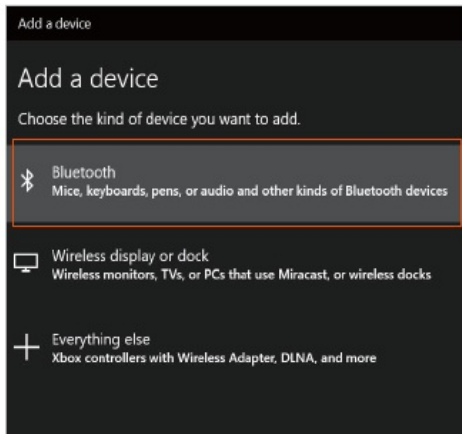 Add a device
Add a device
Choose the kind of device you want to add.
Bluetooth
Mice, keyboards, pens, or audio and other kinds of Bluetooth devices
Wireless display or dock
Wireless monitors, TVs, or PCs that use Miracast, or wireless docks
Everything else
Xbox controllers with Wireless Adapter, DLNA, and more